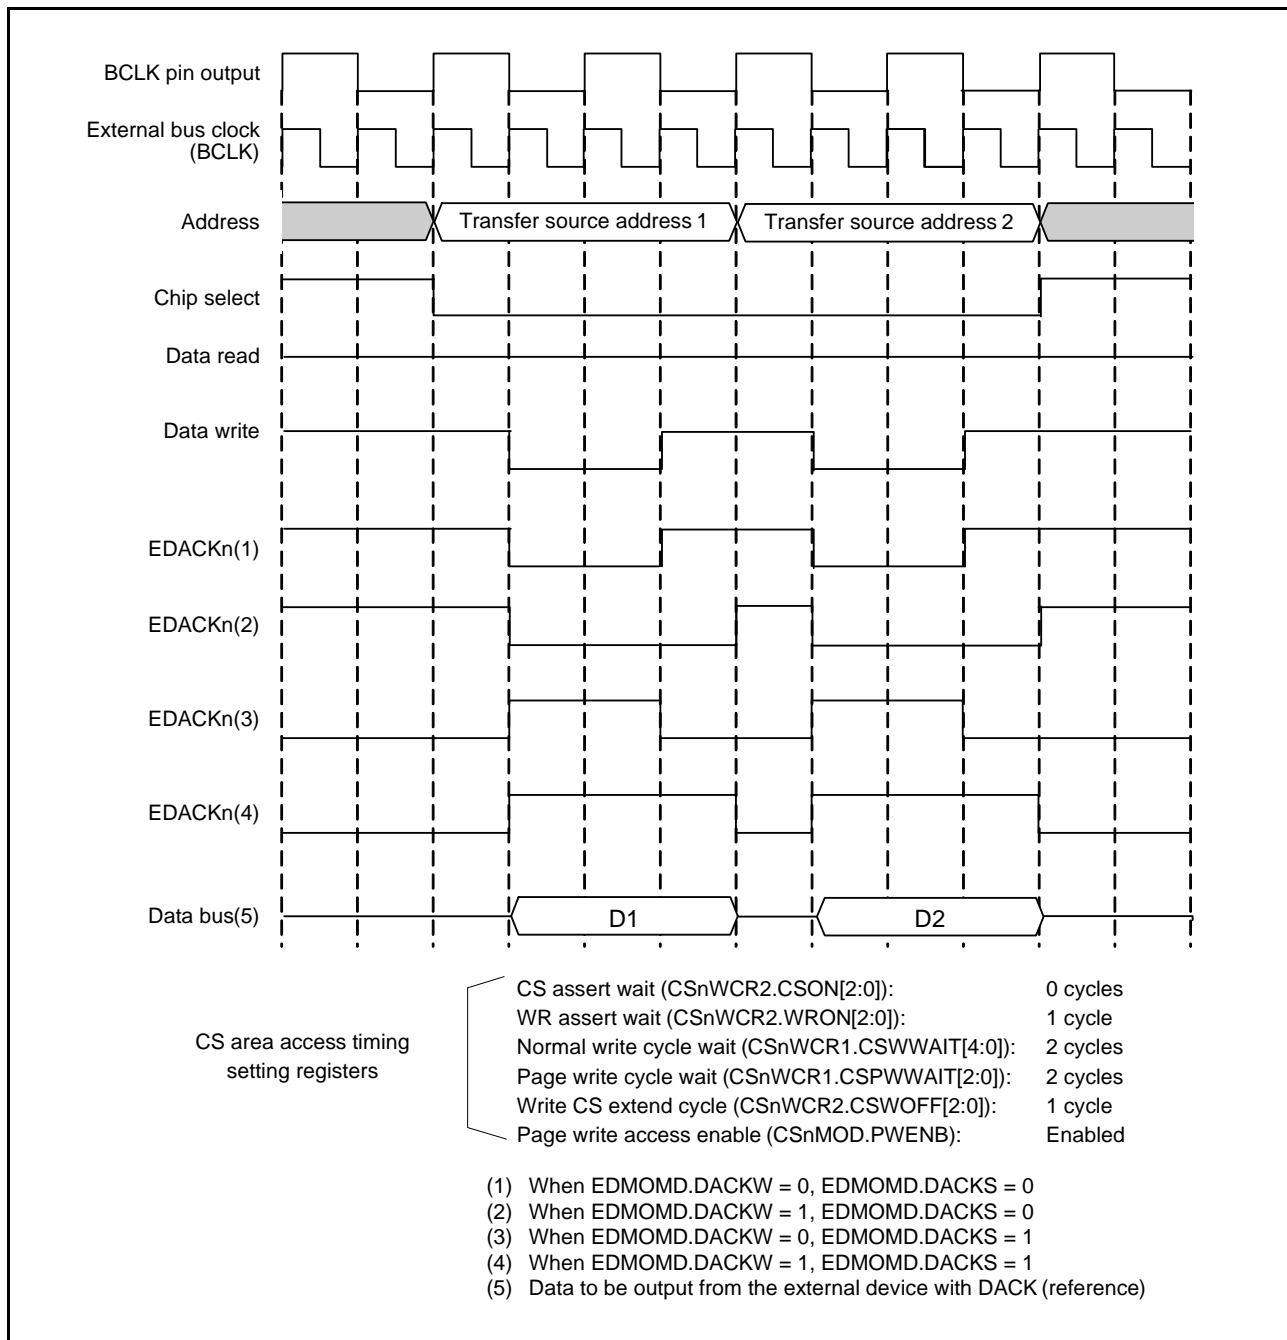 BCLK pin output
External bus clock
(BCLK)
Address
Transfer source address 1
Transfer source address 2
Chip select
Data read
Data write
EDACKn(1)
EDACKn(2)
EDACKn(3)
EDACKn(4)
Data bus(5)
D1
D2
CS area access timing
setting registers
CS assert wait (CSnWCR2.CSON[2:0]): 0 cycles
WR assert wait (CSnWCR2.WRON[2:0]): 1 cycle
Normal write cycle wait (CSnWCR1.CSWWAIT[4:0]): 2 cycles
Page write cycle wait (CSnWCR1.CSPWWAIT[2:0]): 2 cycles
Write CS extend cycle (CSnWCR2.CSWOFF[2:0]): 1 cycle
Page write access enable (CSnMOD.PWENB): Enabled
(1) When EDMOMD.DACKW = 0, EDMOMD.DACKS = 0
(2) When EDMOMD.DACKW = 1, EDMOMD.DACKS = 0
(3) When EDMOMD.DACKW = 0, EDMOMD.DACKS = 1
(4) When EDMOMD.DACKW = 1, EDMOMD.DACKS = 1
(5) Data to be output from the external device with DACK (reference)